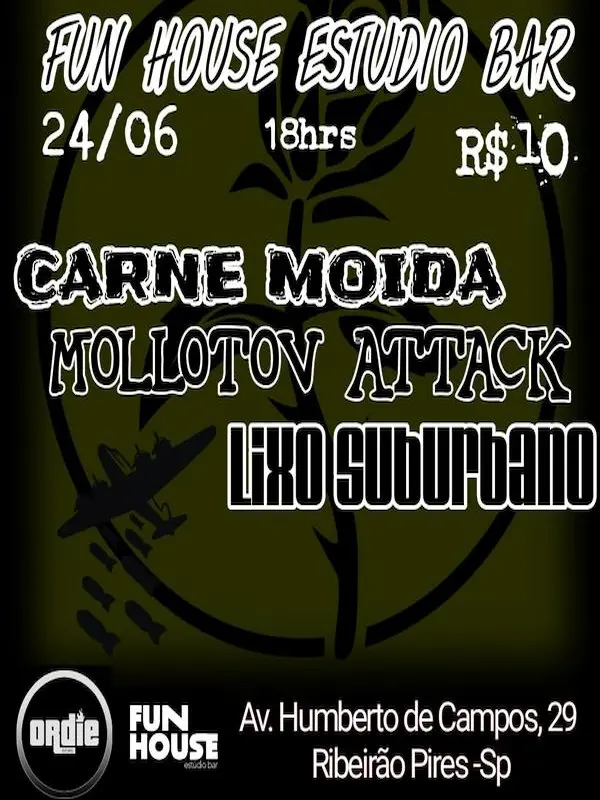 FUN HOUSE ESTUDIO BAR
24/06 18hrs R$ 10
CARNE MOIDA
MOLLOTOV ATTACK
LIXO SUBURBANO
ORDIE
FUN
HOUSE
estúdio bar
Av. Humberto de Campos, 29
Ribeirão Pires -Sp